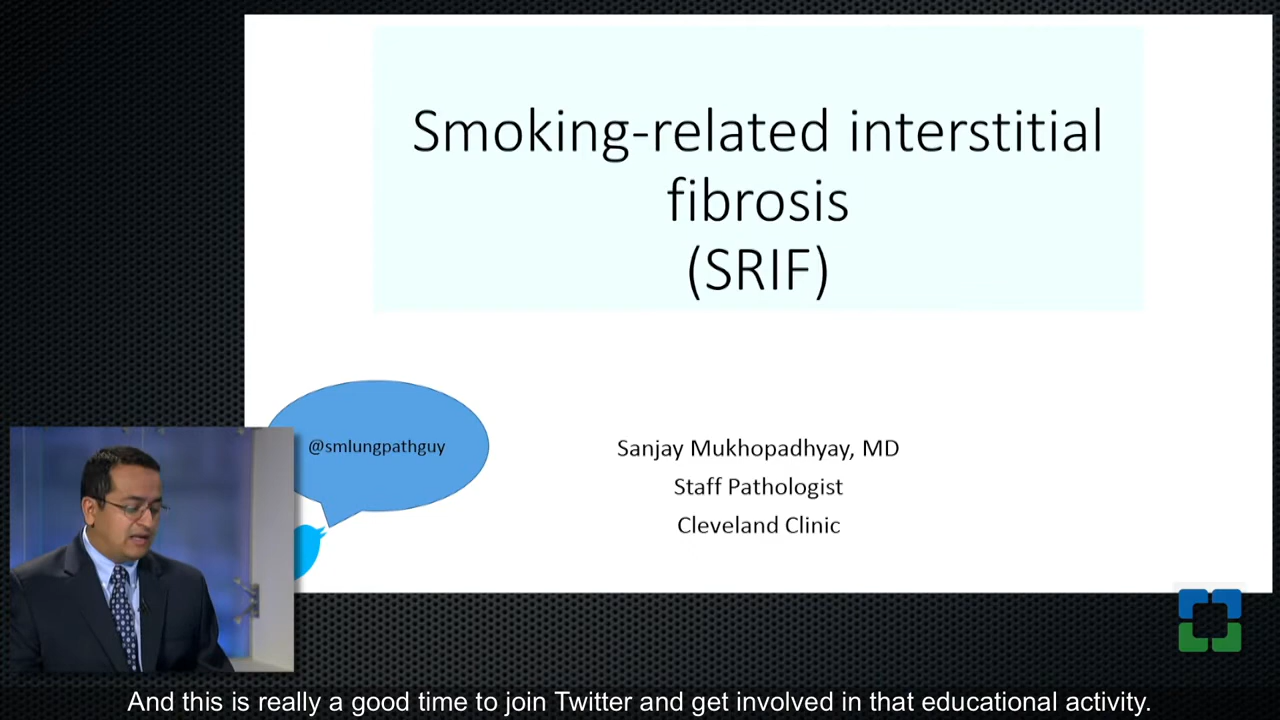 Smoking-related interstitial
fibrosis
(SRIF)
@smlungpathguy
Sanjay Mukhopadhyay, MD
Staff Pathologist
Cleveland Clinic
And this is really a good time to join Twitter and get involved in that educational activity.